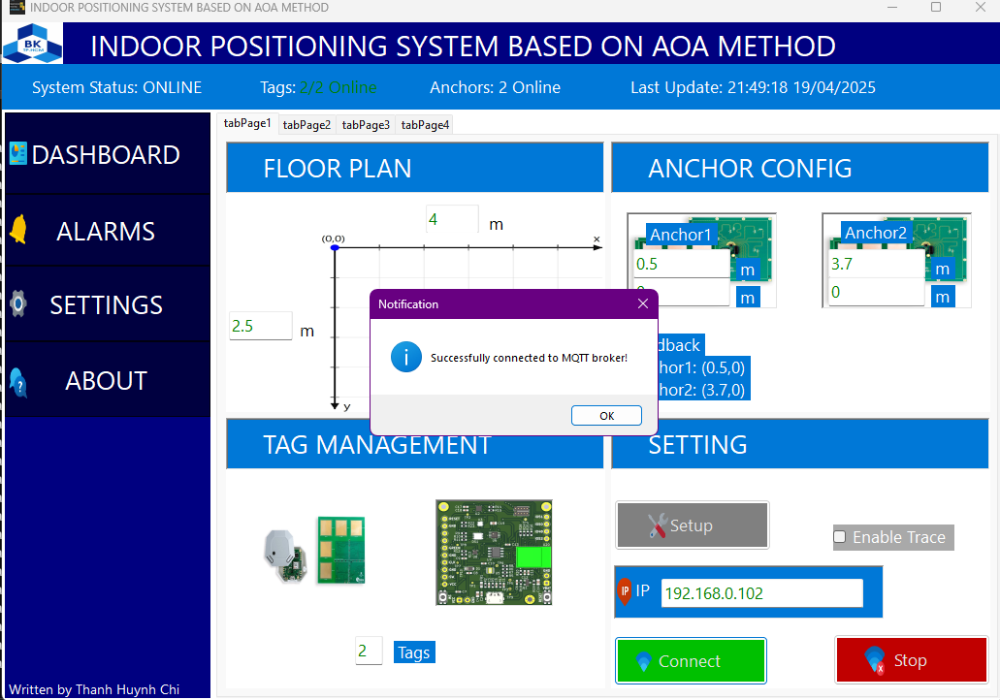 INDOOR POSITIONING SYSTEM BASED ON AOA METHOD
BK
TP.HCM
INDOOR POSITIONING SYSTEM BASED ON AOA METHOD
System Status: ONLINE
Tags: 2/2 Online
Anchors: 2 Online
Last Update: 21:49:18 19/04/2025
DASHBOARD
ALARMS
SETTINGS
ABOUT
Written by Thanh Huynh Chi
tabPage1
tabPage2
tabPage3
tabPage4
FLOOR PLAN
4
m
(0,0)
x
2.5
m
y
ANCHOR CONFIG
Anchor1
0.5
m
0
m
Anchor2
3.7
m
0
m
dback
hor1: (0.5,0)
hor2: (3.7,0)
Notification
Successfully connected to MQTT broker!
OK
TAG MANAGEMENT
2
Tags
SETTING
Setup
Enable Trace
IP
IP
192.168.0.102
Connect
Stop